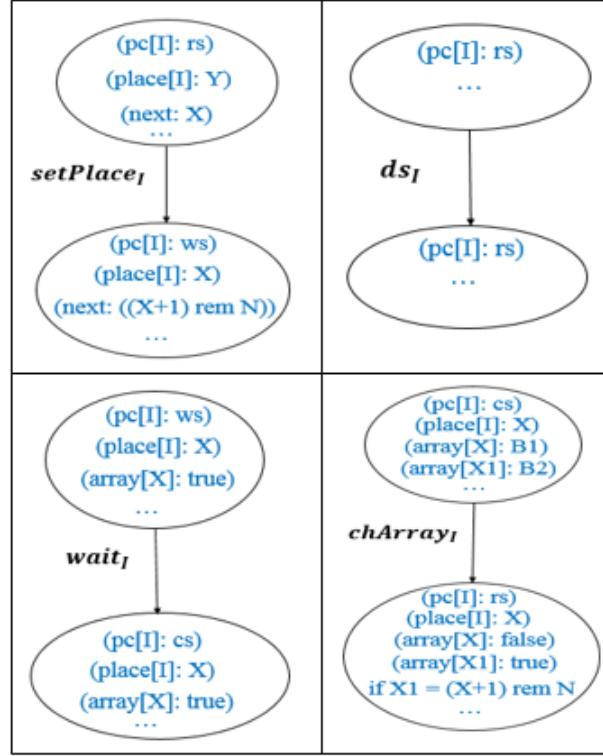 (pc[I]: rs)
(place[I]: Y)
(next: X)
...
setPlace_I
(pc[I]: ws)
(place[I]: X)
(next: ((X+1) rem N))
...
(pc[I]: rs)
...
ds_I
(pc[I]: rs)
...
(pc[I]: ws)
(place[I]: X)
(array[X]: true)
...
wait_I
(pc[I]: cs)
(place[I]: X)
(array[X]: true)
...
(pc[I]: cs)
(place[I]: X)
(array[X]: B1)
(array[X1]: B2)
...
chArray_I
(pc[I]: rs)
(place[I]: X)
(array[X]: false)
(array[X1]: true)
if X1 = (X+1) rem N
...